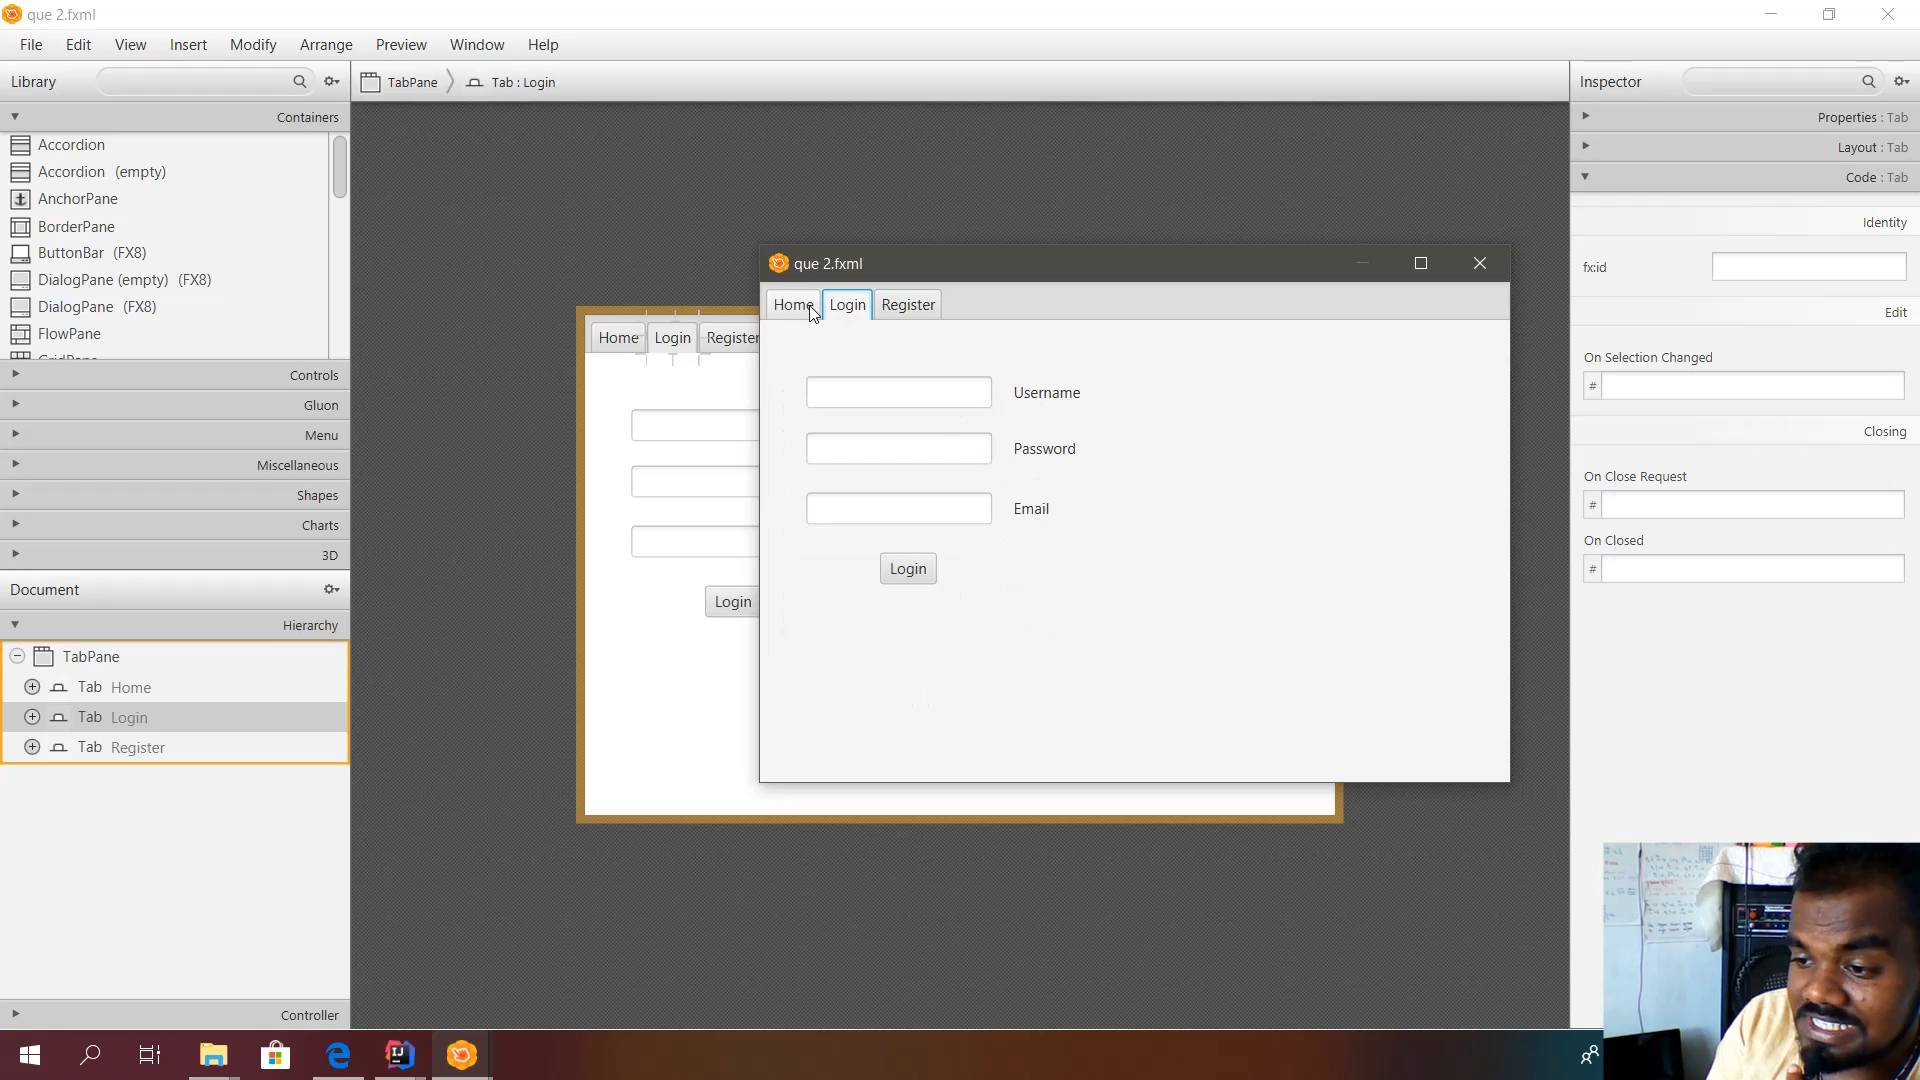 que 2.fxml
File Edit View Insert Modify Arrange Preview Window Help
Library
TabPane Tab : Login
Inspector
Containers
Accordion
Accordion (empty)
AnchorPane
BorderPane
ButtonBar (FX8)
DialogPane (empty) (FX8)
DialogPane (FX8)
FlowPane
GridPane
Controls
Gluon
Menu
Miscellaneous
Shapes
Charts
3D
Document
Hierarchy
TabPane
Tab Home
Tab Login
Tab Register
Controller
Home Login Register
Login
que 2.fxml
Home Login Register
Username
Password
Email
Login
Properties : Tab
Layout : Tab
Code : Tab
Identity
fx:id
Edit
On Selection Changed
#
Closing
On Close Request
#
On Closed
#